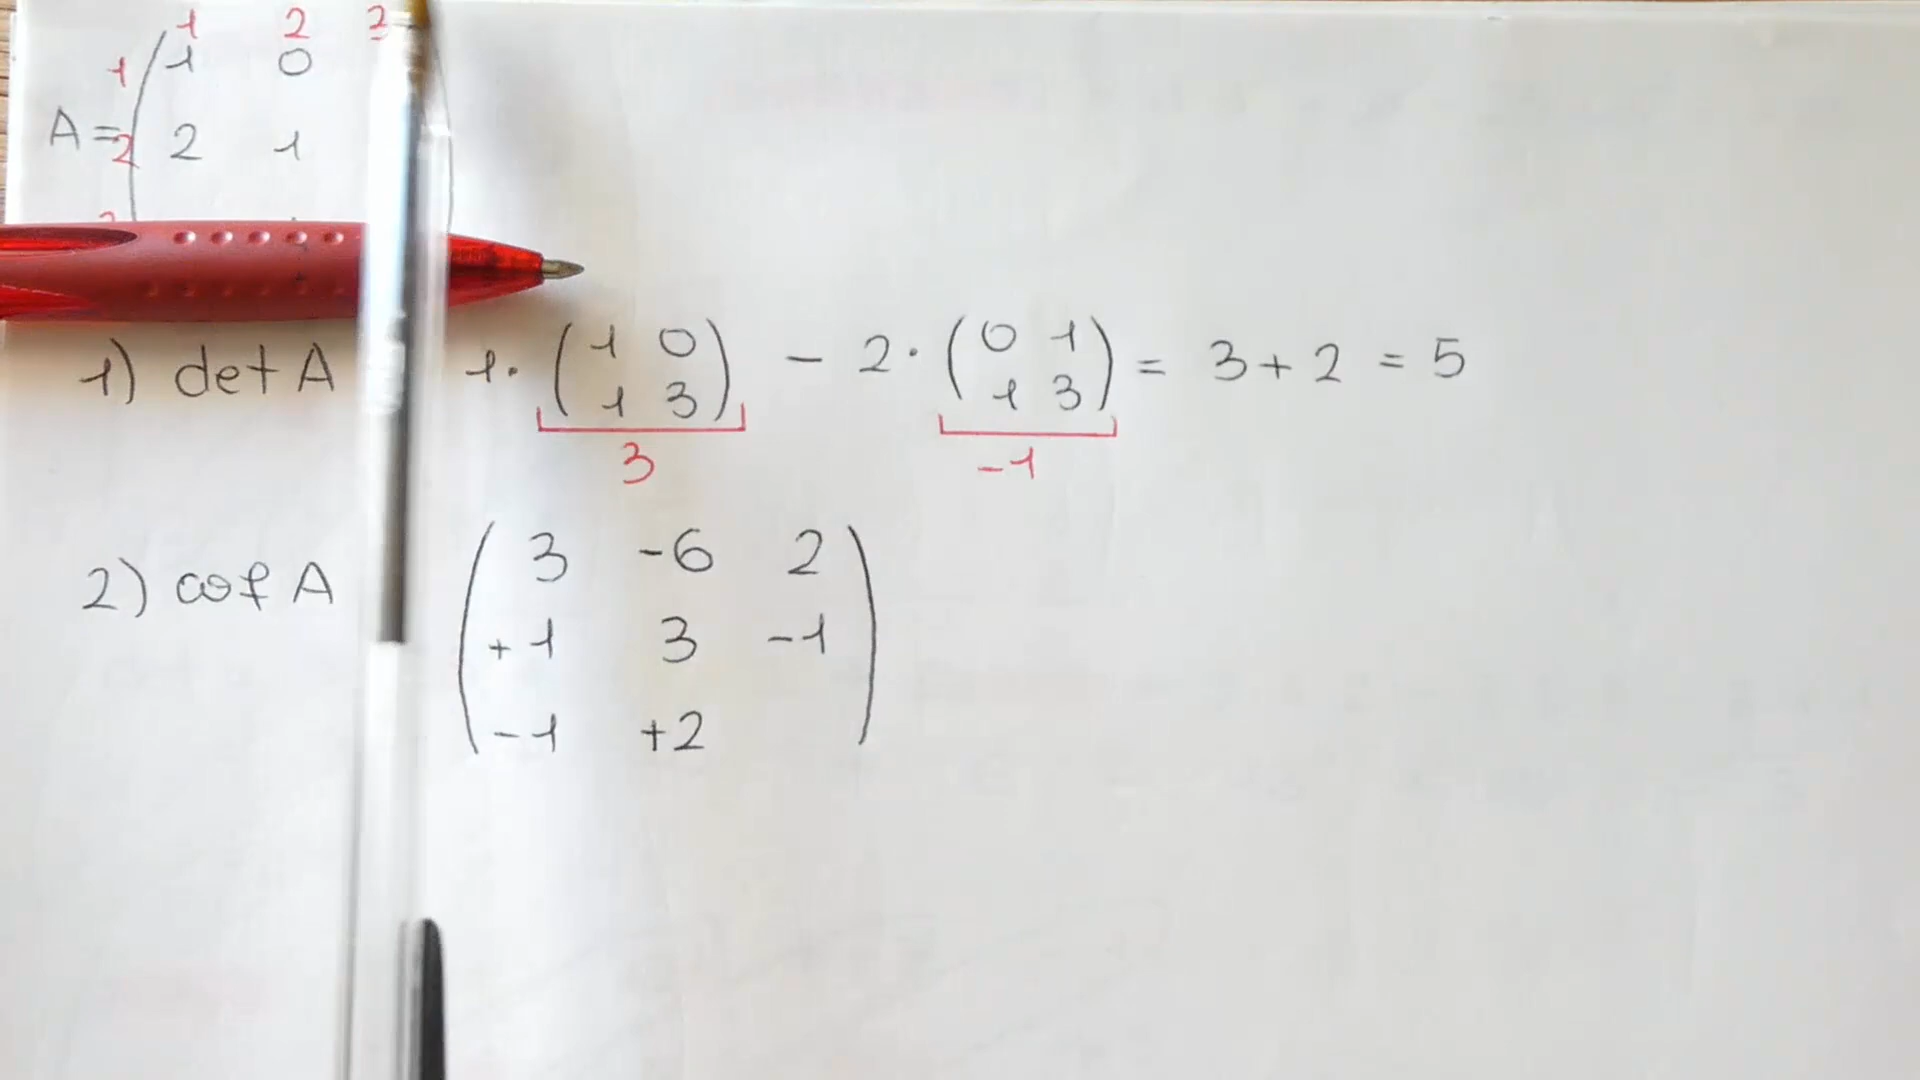 1 2 3
1 1 0
A = 2 2 1
1) det A 1 · ( 1 0 ) − 2 · ( 0 1 ) = 3 + 2 = 5
( 1 3 ) ( 1 3 )
3 −1
2) cof A ( 3 -6 2 )
( +1 3 -1 )
( -1 +2 )